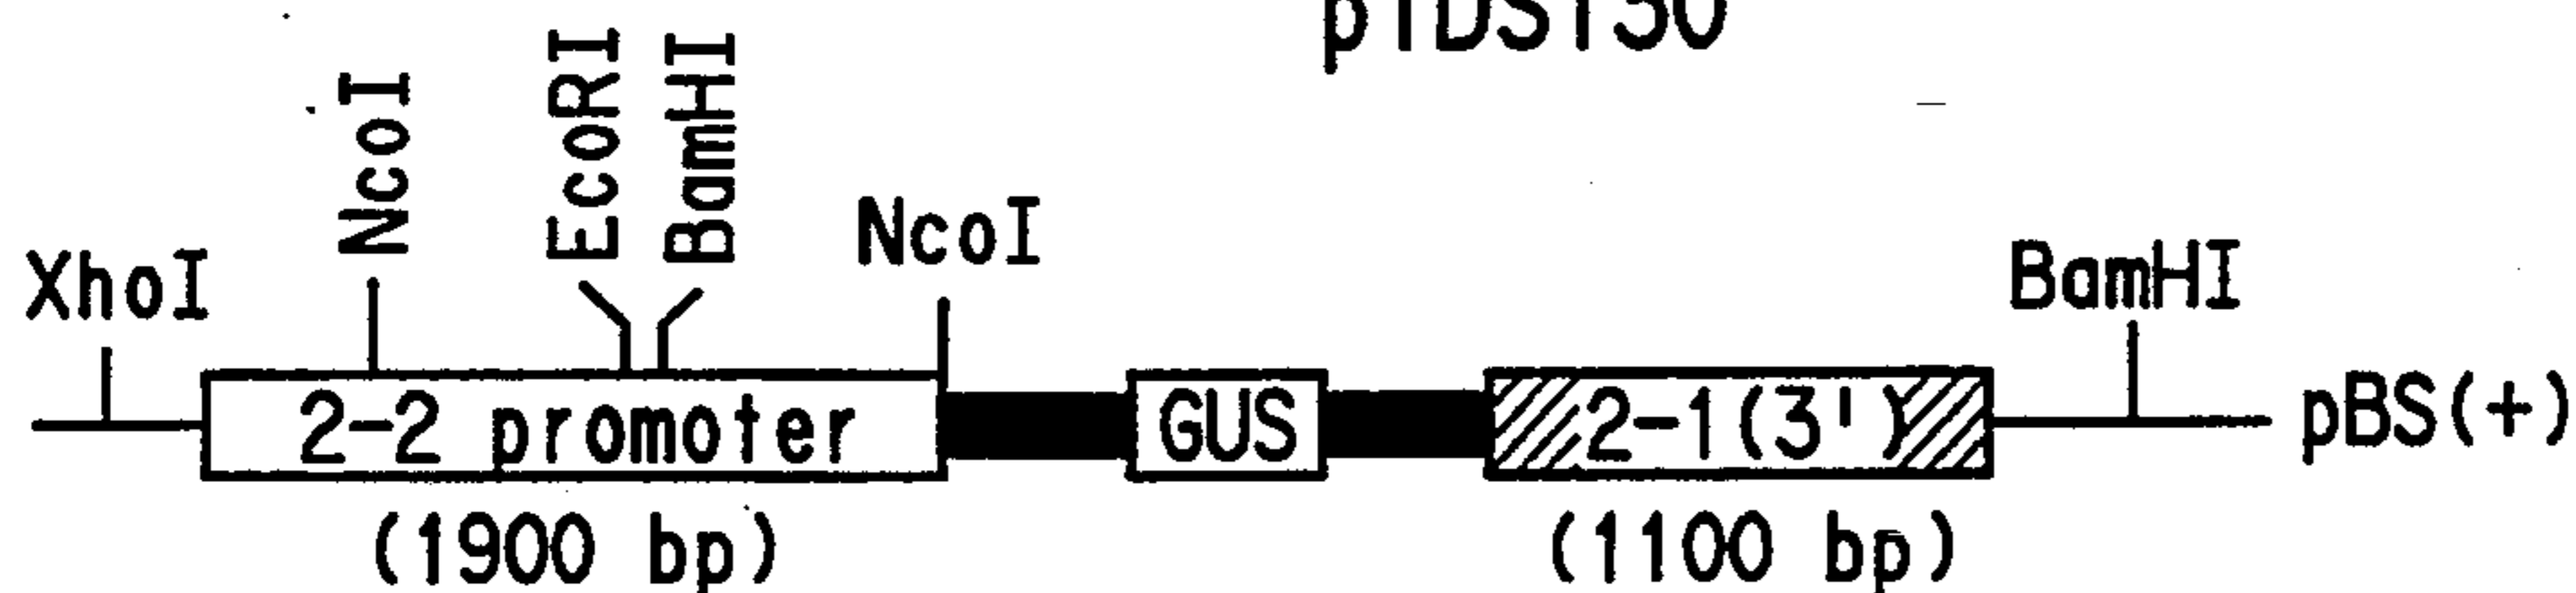 NcoI
EcoRI
BamHI
XhoI
NcoI
BamHI
2-2 promoter
GUS
2-1(3')
pBS(+)
(1900 bp)
(1100 bp)